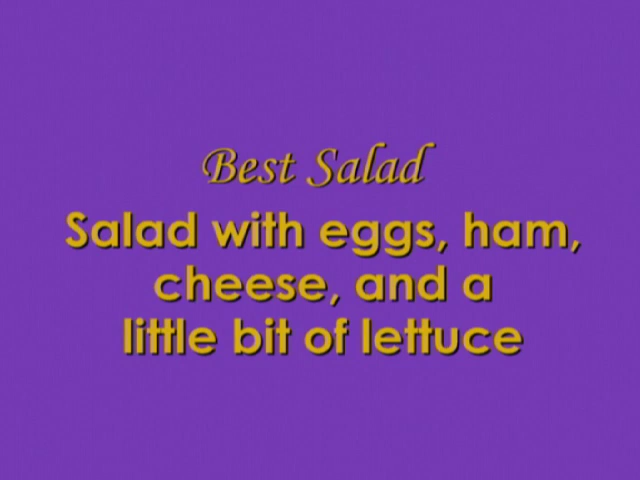 Best Salad
Salad with eggs, ham,
cheese, and a
little bit of lettuce